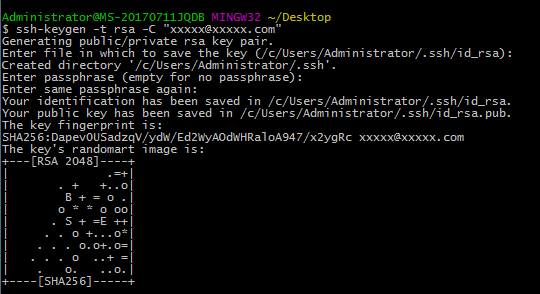 Administrator@MS-20170711JQDB MINGW32 ~/Desktop
$ ssh-keygen -t rsa -C "xxxxx@xxxxx.com"
Generating public/private rsa key pair.
Enter file in which to save the key (/c/Users/Administrator/.ssh/id_rsa):
Created directory '/c/Users/Administrator/.ssh'.
Enter passphrase (empty for no passphrase):
Enter same passphrase again:
Your identification has been saved in /c/Users/Administrator/.ssh/id_rsa.
Your public key has been saved in /c/Users/Administrator/.ssh/id_rsa.pub.
The key fingerprint is:
SHA256:DapevOUSadzqV/ydW/Ed2WyAOdWHRaloA947/x2ygRc xxxxx@xxxxx.com
The key's randomart image is:
+---[RSA 2048]----+
|              .=+|
|       . +   +..o|
|        B + = o .|
|       o * * o oo|
|      . S + =E ++|
|     . . o +...o*|
|    . . . o.o+.o=|
|   . . . o  ..+ =|
|    .   o.   ..o.|
+----[SHA256]-----+